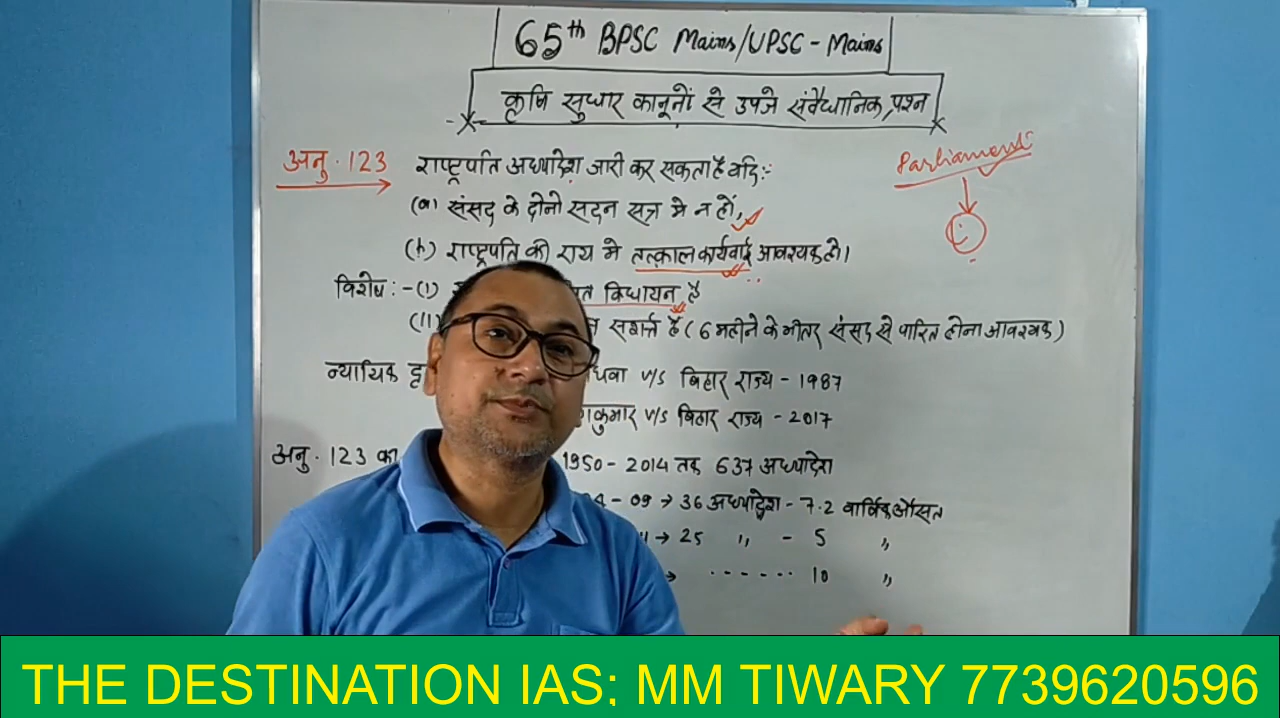 65th BPSC Mains/UPSC - Mains
कृषि सुधार कानूनों से उपजे संवैधानिक प्रश्न
अनु. 123 राष्ट्रपति अध्यादेश जारी कर सकता है यदि:-
Parliament
(a) संसद के दोनो सदन सत्र मे न हों,
(b) राष्ट्रपति की राय मे तत्काल कार्यवाई आवश्यक हो।
विशेष :- (1) विधायन है
(11) है ( 6 महीने के भीतर संसद से पारित होना आवश्यक )
न्यायिक v/s बिहार राज्य - 1987
कुमार v/s बिहार राज्य - 2017
अनु. 123 का 1950 - 2014 तक 637 अध्यादेश
- 09 → 36 अध्यादेश - 7.2 वार्षिक औसत
→ 25 ,, - 5 ,,
...... 10 ,,
THE DESTINATION IAS; MM TIWARY 7739620596